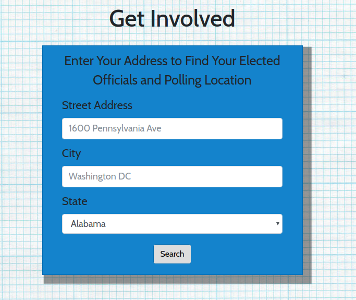 Get Involved
Enter Your Address to Find Your Elected
Officials and Polling Location
Street Address
1600 Pennsylvania Ave
City
Washington DC
State
Alabama
Search